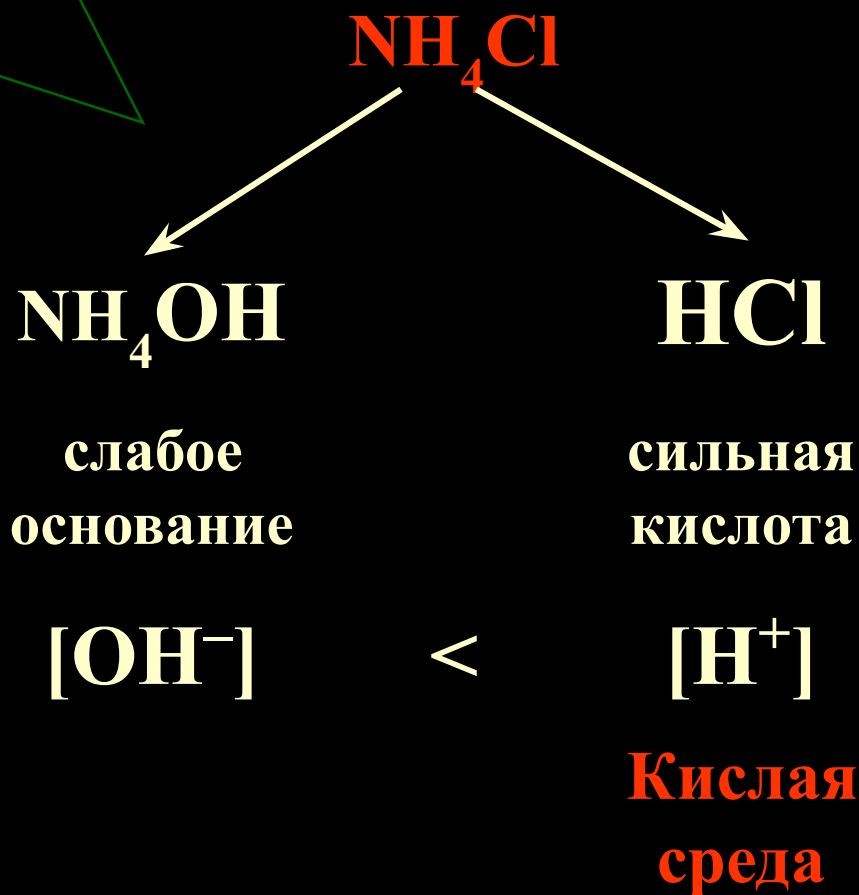 NH₄Cl
NH₄OH HCl
слабое сильная
основание кислота
[OH⁻] < [H⁺]
Кислая
среда